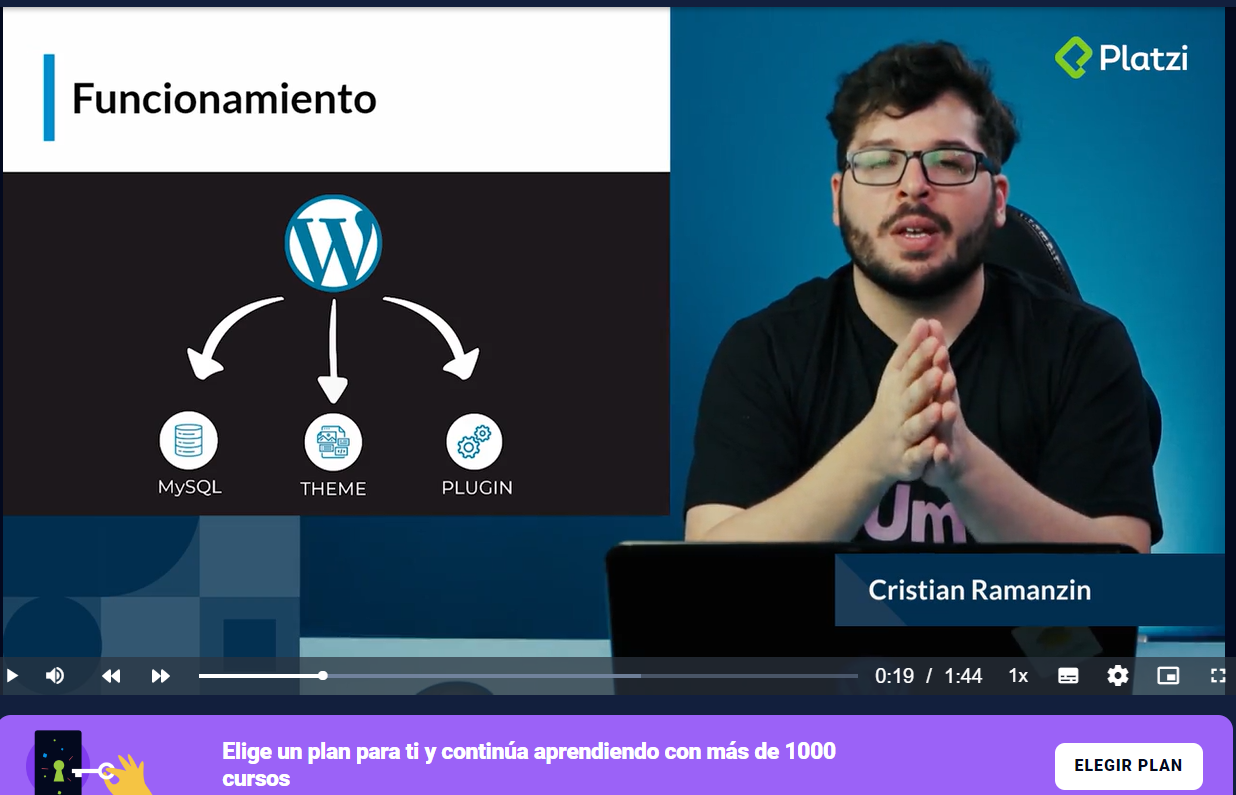 Funcionamiento
Platzi
MySQL
THEME
PLUGIN
Um
Cristian Ramanzin
0:19 / 1:44
1x
Elige un plan para ti y continúa aprendiendo con más de 1000
cursos
ELEGIR PLAN